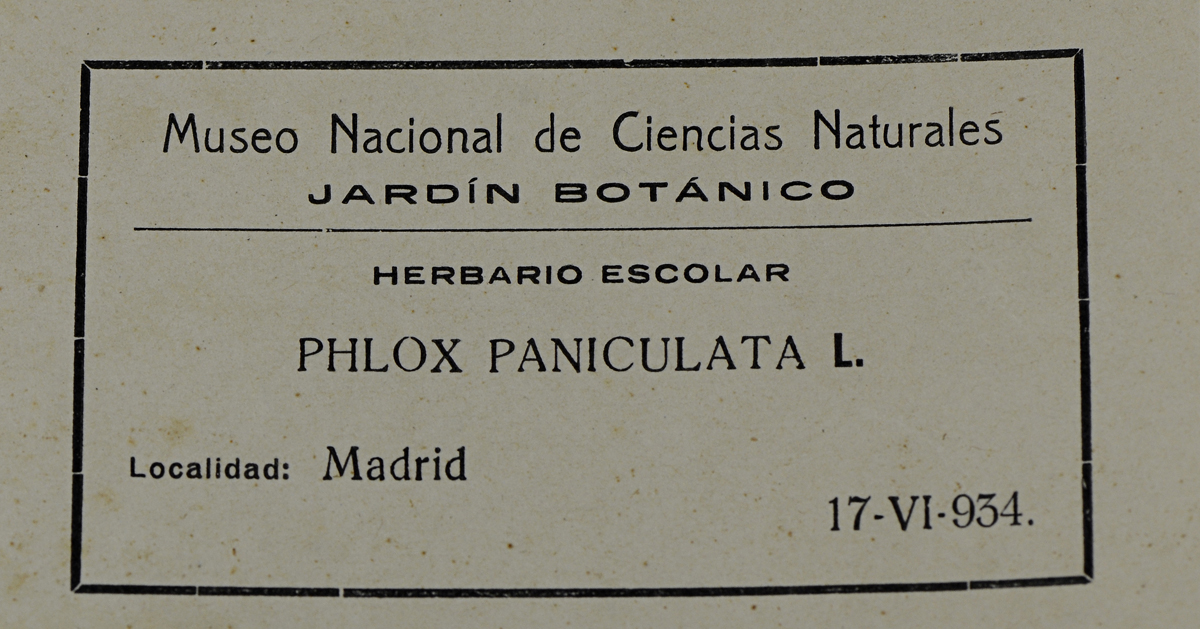 Museo Nacional de Ciencias Naturales
JARDÍN BOTÁNICO
HERBARIO ESCOLAR
PHLOX PANICULATA L.
Localidad: Madrid
17-VI-934.